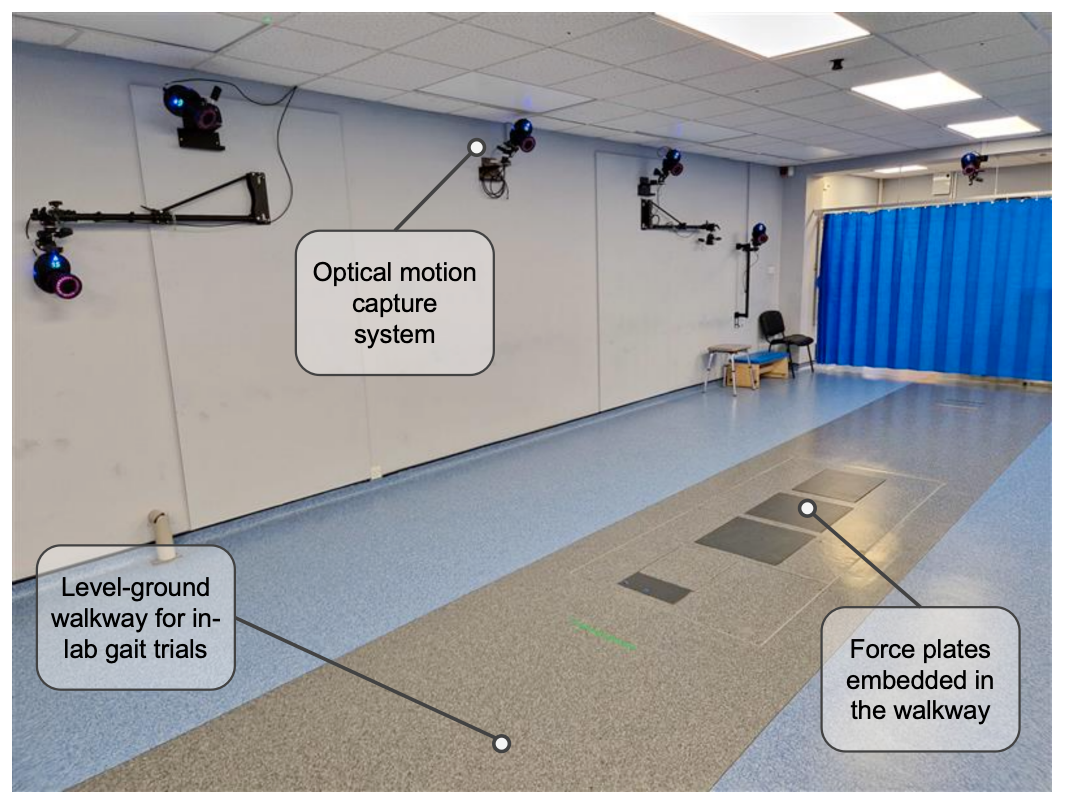 Optical motion
capture
system
Level-ground
walkway for in-
lab gait trials
Force plates
embedded in
the walkway